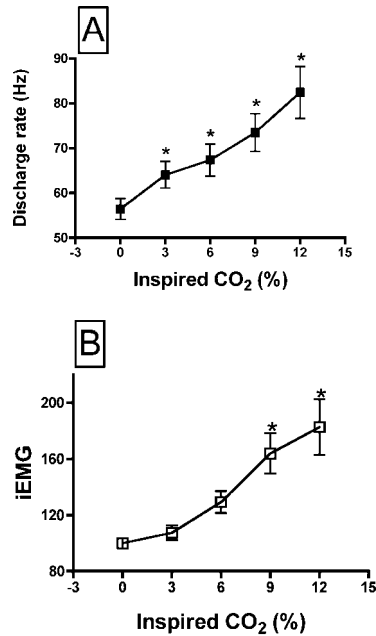 A
Discharge rate (Hz)
90
80
70
60
50
* * * *
-3 0 3 6 9 12 15
Inspired CO₂ (%)
B
iEMG
200
160
120
80
* *
-3 0 3 6 9 12 15
Inspired CO₂ (%)